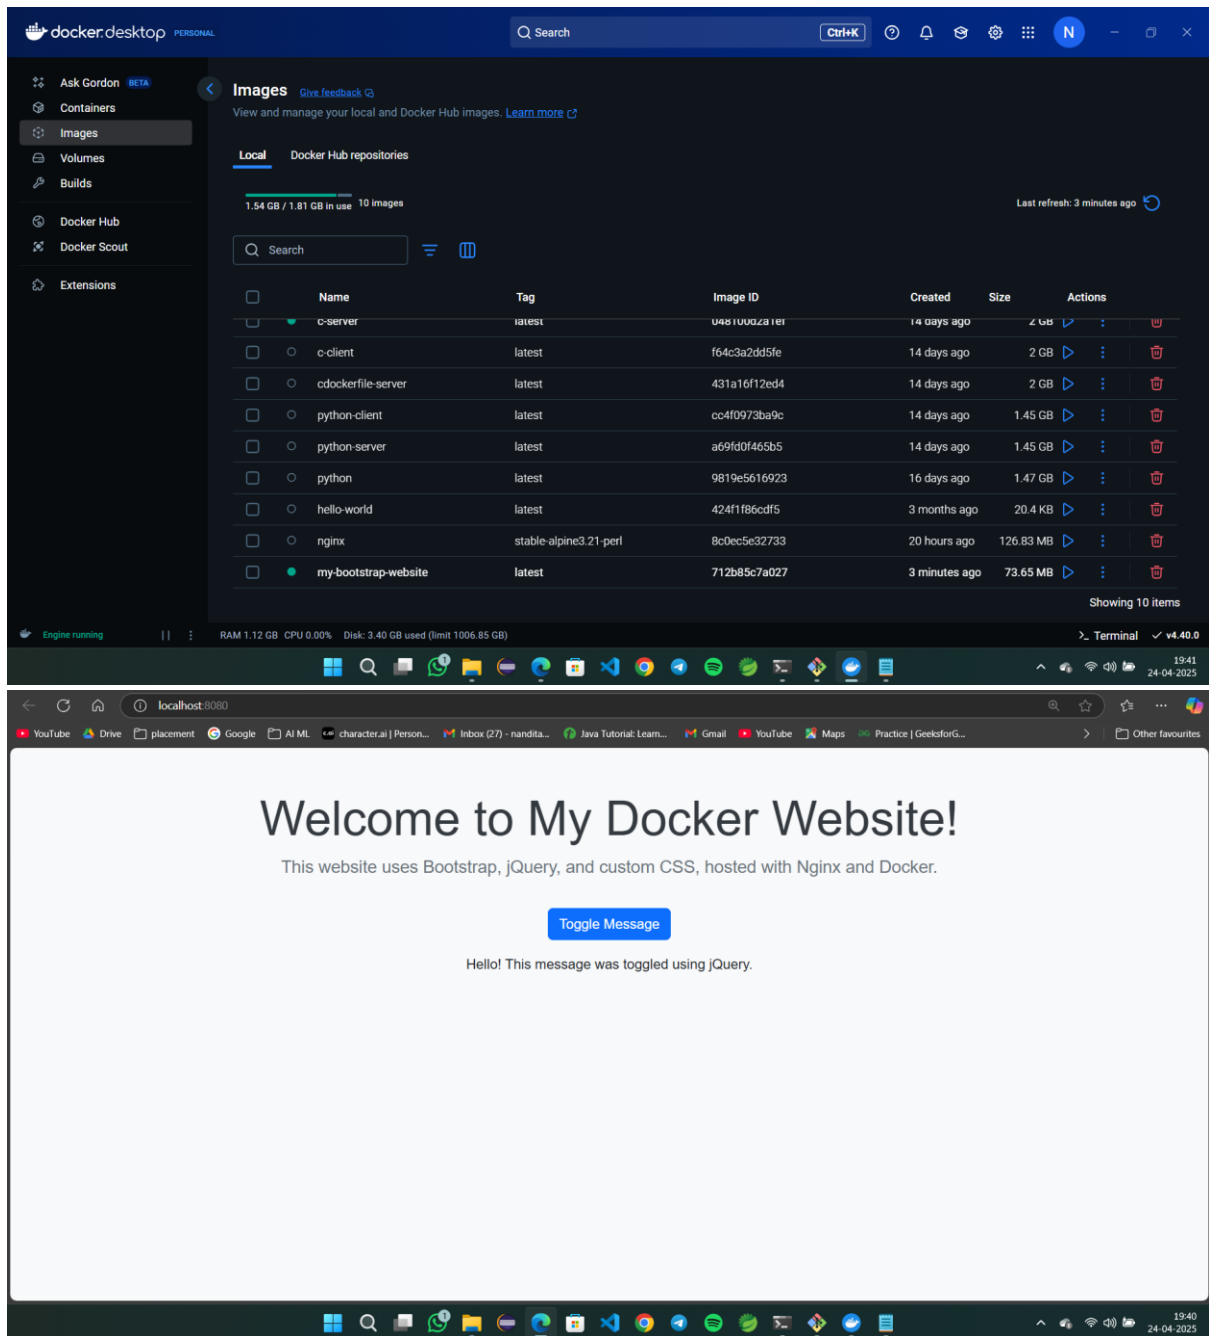 docker.desktop PERSONAL
Search
Ctrl+K
N
Ask Gordon BETA
Containers
Images
Volumes
Builds
Docker Hub
Docker Scout
Extensions
Images Give feedback
View and manage your local and Docker Hub images. Learn more
Local Docker Hub repositories
1.54 GB / 1.81 GB in use 10 images
Last refresh: 3 minutes ago
Search
Name Tag Image ID Created Size Actions
c-server latest 048100d2a1ef 14 days ago 2 GB
c-client latest f64c3a2dd5fe 14 days ago 2 GB
cdockerfile-server latest 431a16f12ed4 14 days ago 2 GB
python-client latest cc4f0973ba9c 14 days ago 1.45 GB
python-server latest a69fd0f465b5 14 days ago 1.45 GB
python latest 9819e5616923 16 days ago 1.47 GB
hello-world latest 424f1f86cdf5 3 months ago 20.4 KB
nginx stable-alpine3.21-perl 8c0ec5e32733 20 hours ago 126.83 MB
my-bootstrap-website latest 712b85c7a027 3 minutes ago 73.65 MB
Showing 10 items
Engine running
RAM 1.12 GB CPU 0.00% Disk: 3.40 GB used (limit 1006.85 GB)
>_ Terminal v4.40.0
19:41
24-04-2025
localhost:8080
YouTube Drive placement Google AI ML character.ai | Person... Inbox (27) - nandita... Java Tutorial: Learn... Gmail YouTube Maps Practice | GeeksforG... Other favourites
Welcome to My Docker Website!
This website uses Bootstrap, jQuery, and custom CSS, hosted with Nginx and Docker.
Toggle Message
Hello! This message was toggled using jQuery.
19:40
24-04-2025